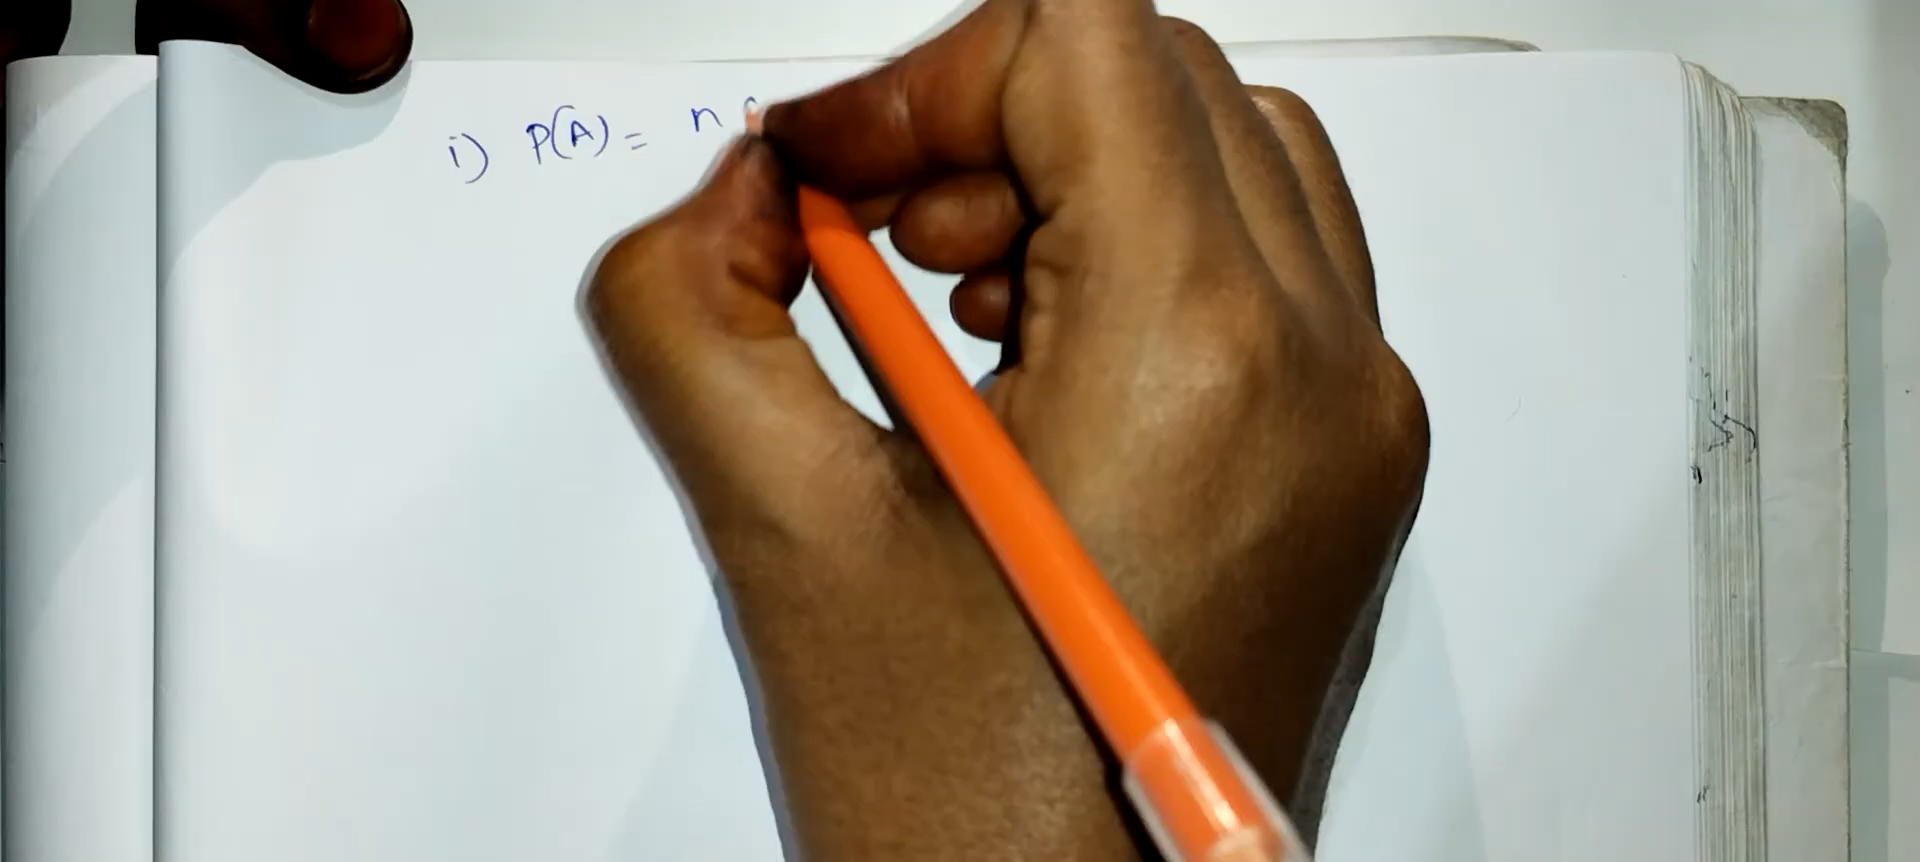 i) P(A) = n